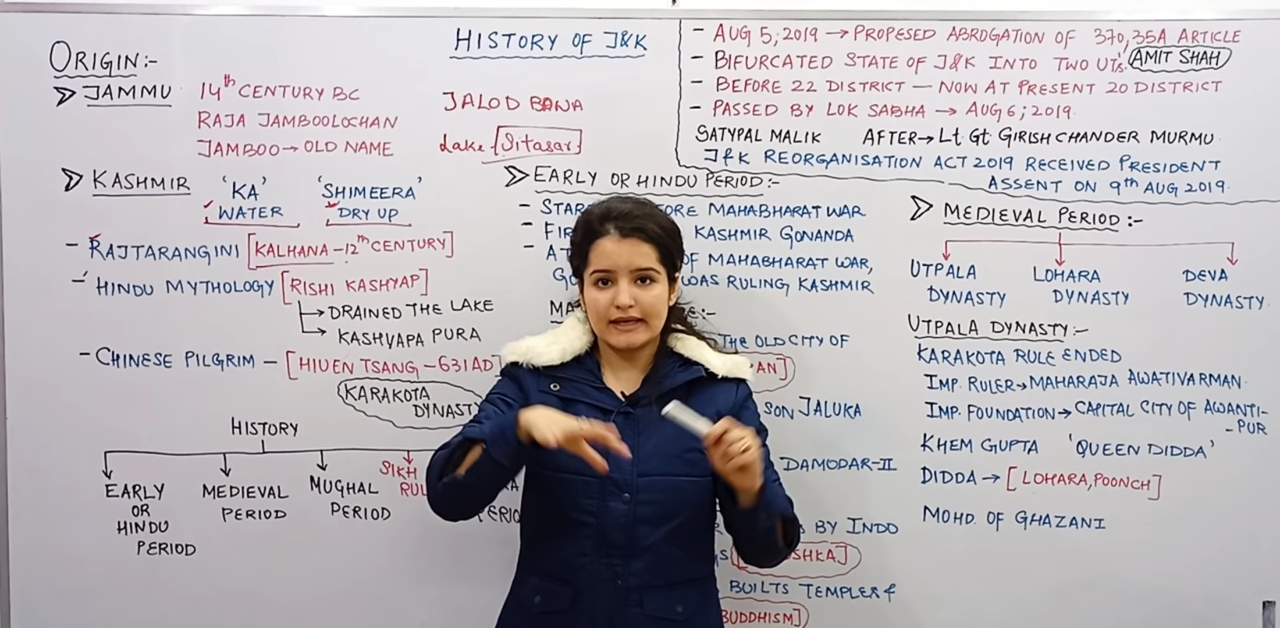 HISTORY OF J&K
ORIGIN:-
JAMMU
14th CENTURY BC
RAJA JAMBOOLOCHAN
JAMBOO→OLD NAME
JALOD BAWA
Lake [Sitasar]
KASHMIR
'KA' 'SHIMEERA'
WATER DRY UP
- RAJTARANGINI [KALHANA-12th CENTURY]
- HINDU MYTHOLOGY [RISHI KASHYAP]
→ DRAINED THE LAKE
→ KASHYAPA PURA
- CHINESE PILGRIM - [HIUEN TSANG-631AD]
KARAKOTA
HISTORY
EARLY
OR
HINDU
PERIOD
MEDIEVAL
PERIOD
MUGHAL
PERIOD
SIKH
- AUG 5, 2019 → PROPESED ABROGATION OF 370, 35A ARTICLE
- BIFURCATED STATE OF J&K INTO TWO UT'S. AMIT SHAH
- BEFORE 22 DISTRICT - NOW AT PRESENT 20 DISTRICT
- PASSED BY LOK SABHA → AUG 6, 2019.
SATYPAL MALIK AFTER→ Lt. Gt. GIRISH CHANDER MURMU.
J&K REORGANISATION ACT 2019 RECEIVED PRESIDENT
ASSENT ON 9th AUG 2019.
EARLY OR HINDU PERIOD:-
MAHABHARAT WAR
KASHMIR GONANDA
OF MAHABHARAT WAR,
WAS RULING KASHMIR
THE OLD CITY OF
SON JALUKA
DAMODAR-II
BY INDO
BUILTS TEMPLES &
BUDDHISM]
MEDIEVAL PERIOD:-
UTPALA
DYNASTY
LOHARA
DYNASTY
DEVA
DYNASTY.
UTPALA DYNASTY:-
KARAKOTA RULE ENDED
IMP. RULER→MAHARAJA AWATIVARMAN.
IMP. FOUNDATION→ CAPITAL CITY OF AWANTI-
-PUR
KHEM GUPTA 'QUEEN DIDDA'
DIDDA → [LOHARA, POONCH]
MOHD. OF GHAZANI